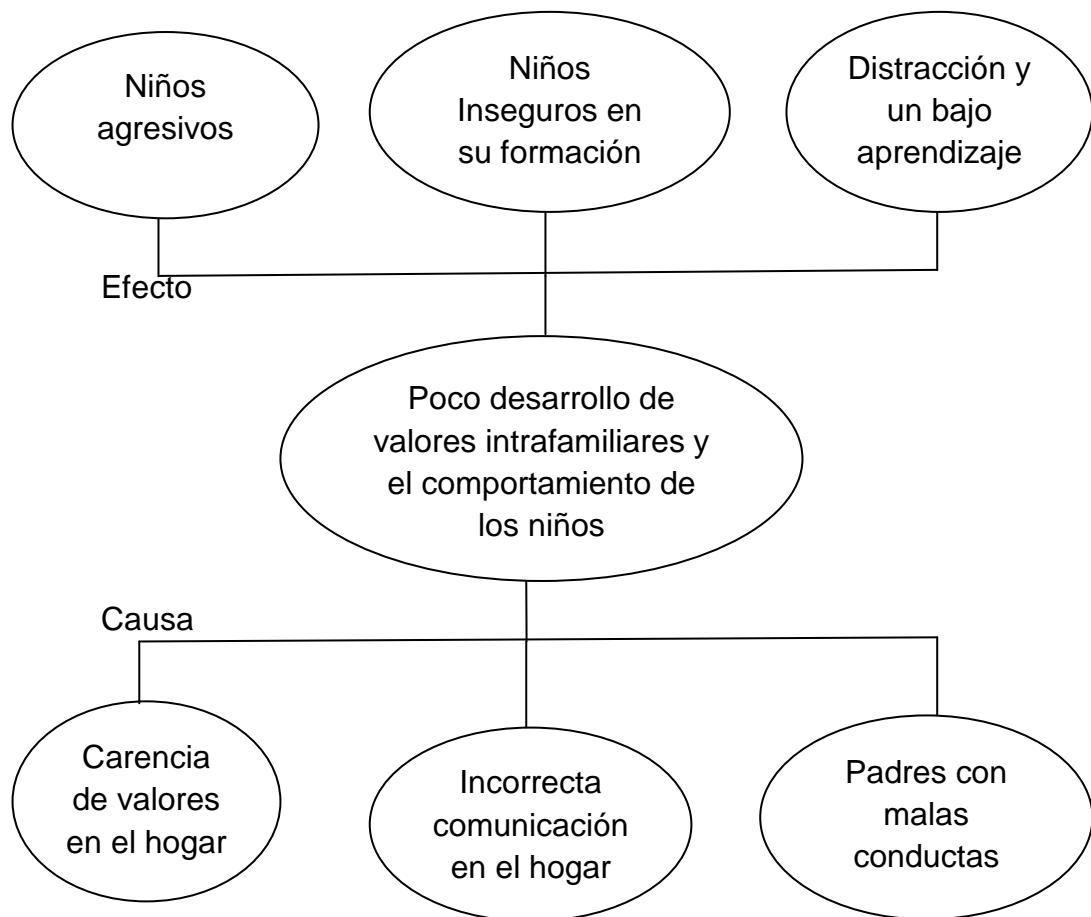 Niños
agresivos
Niños
Inseguros en
su formación
Distracción y
un bajo
aprendizaje
Efecto
Poco desarrollo de
valores intrafamiliares y
el comportamiento de
los niños
Causa
Carencia
de valores
en el hogar
Incorrecta
comunicación
en el hogar
Padres con
malas
conductas